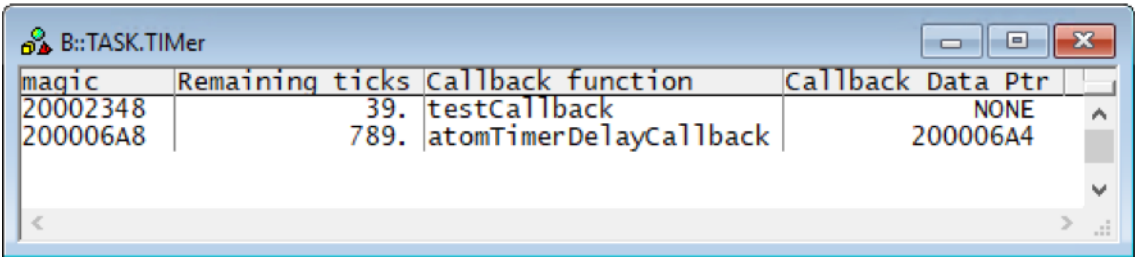 B::TASK.TIMer
magic Remaining ticks Callback function Callback Data Ptr
20002348 39. testCallback NONE
200006A8 789. atomTimerDelayCallback 200006A4